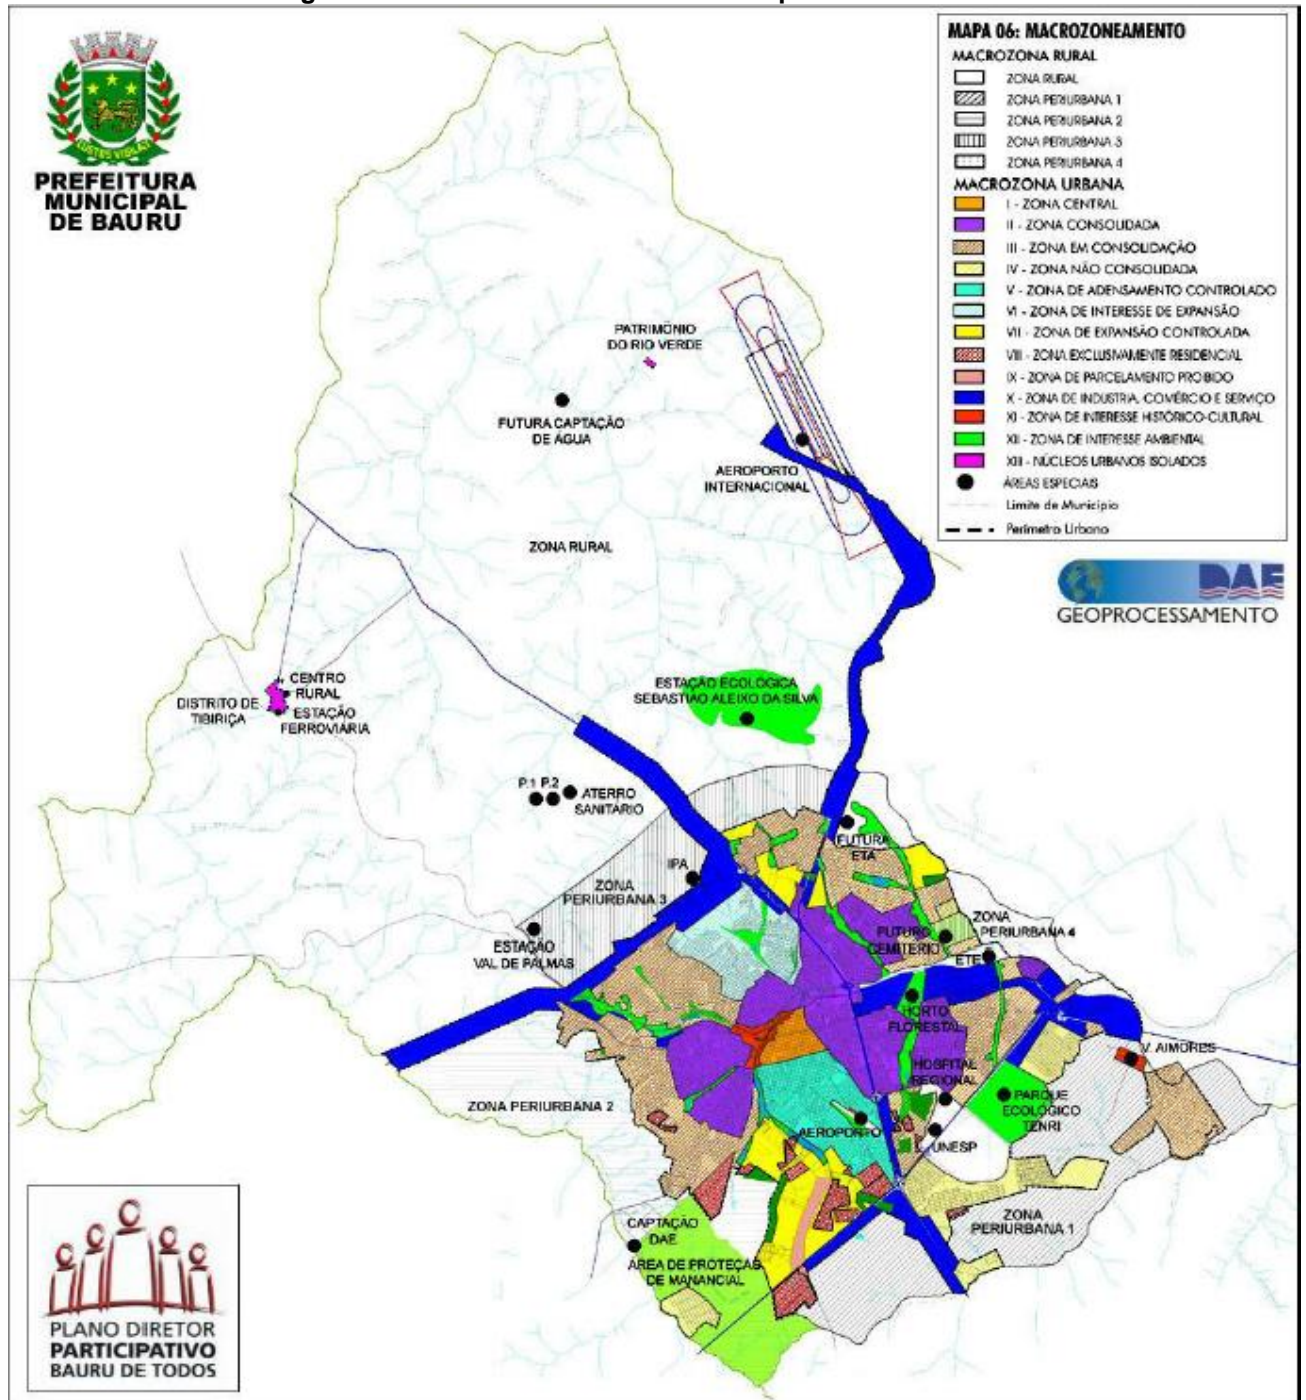 PREFEITURA
MUNICIPAL
DE BAURU
MAPA 06: MACROZONEAMENTO
MACROZONA RURAL
ZONA RURAL
ZONA PERIURBANA 1
ZONA PERIURBANA 2
ZONA PERIURBANA 3
ZONA PERIURBANA 4
MACROZONA URBANA
I - ZONA CENTRAL
II - ZONA CONSOLIDADA
III - ZONA EM CONSOLIDAÇÃO
IV - ZONA NÃO CONSOLIDADA
V - ZONA DE ADENSAMENTO CONTROLADO
VI - ZONA DE INTERESSE DE EXPANSÃO
VII - ZONA DE EXPANSÃO CONTROLADA
VIII - ZONA EXCLUSIVAMENTE RESIDENCIAL
IX - ZONA DE PARCELAMENTO PROIBIDO
X - ZONA DE INDUSTRIA, COMÉRCIO E SERVIÇO
XI - ZONA DE INTERESSE HISTÓRICO-CULTURAL
XII - ZONA DE INTERESSE AMBIENTAL
XIII - NÚCLEOS URBANOS ISOLADOS
ÁREAS ESPECIAIS
Limite de Município
Perímetro Urbano
DAE
GEOPROCESSAMENTO
PATRIMÔNIO
DO RIO VERDE
FUTURA CAPTAÇÃO
DE ÁGUA
AEROPORTO
INTERNACIONAL
ZONA RURAL
CENTRO
RURAL
DISTRITO DE
TIBIRIÇA
ESTAÇÃO
FERROVIÁRIA
ESTAÇÃO ECOLÓGICA
SEBASTIAO ALEIXO DA SILVA
P.1 P.2
ATERRO
SANITÁRIO
FUTURA
ETA
IPA
ZONA
PERIURBANA 3
ESTAÇÃO
VAL DE PALMAS
ZONA
PERIURBANA 4
FUTURO
CEMITÉRIO
ETE
HORTO
FLORESTAL
HOSPITAL
REGIONAL
V. AIMORES
PARQUE
ECOLÓGICO
TENRI
ZONA PERIURBANA 2
AEROPORTO
UNESP
ZONA
PERIURBANA 1
CAPTAÇÃO
DAE
ÁREA DE PROTEÇÃO
DE MANANCIAL
PLANO DIRETOR
PARTICIPATIVO
BAURU DE TODOS